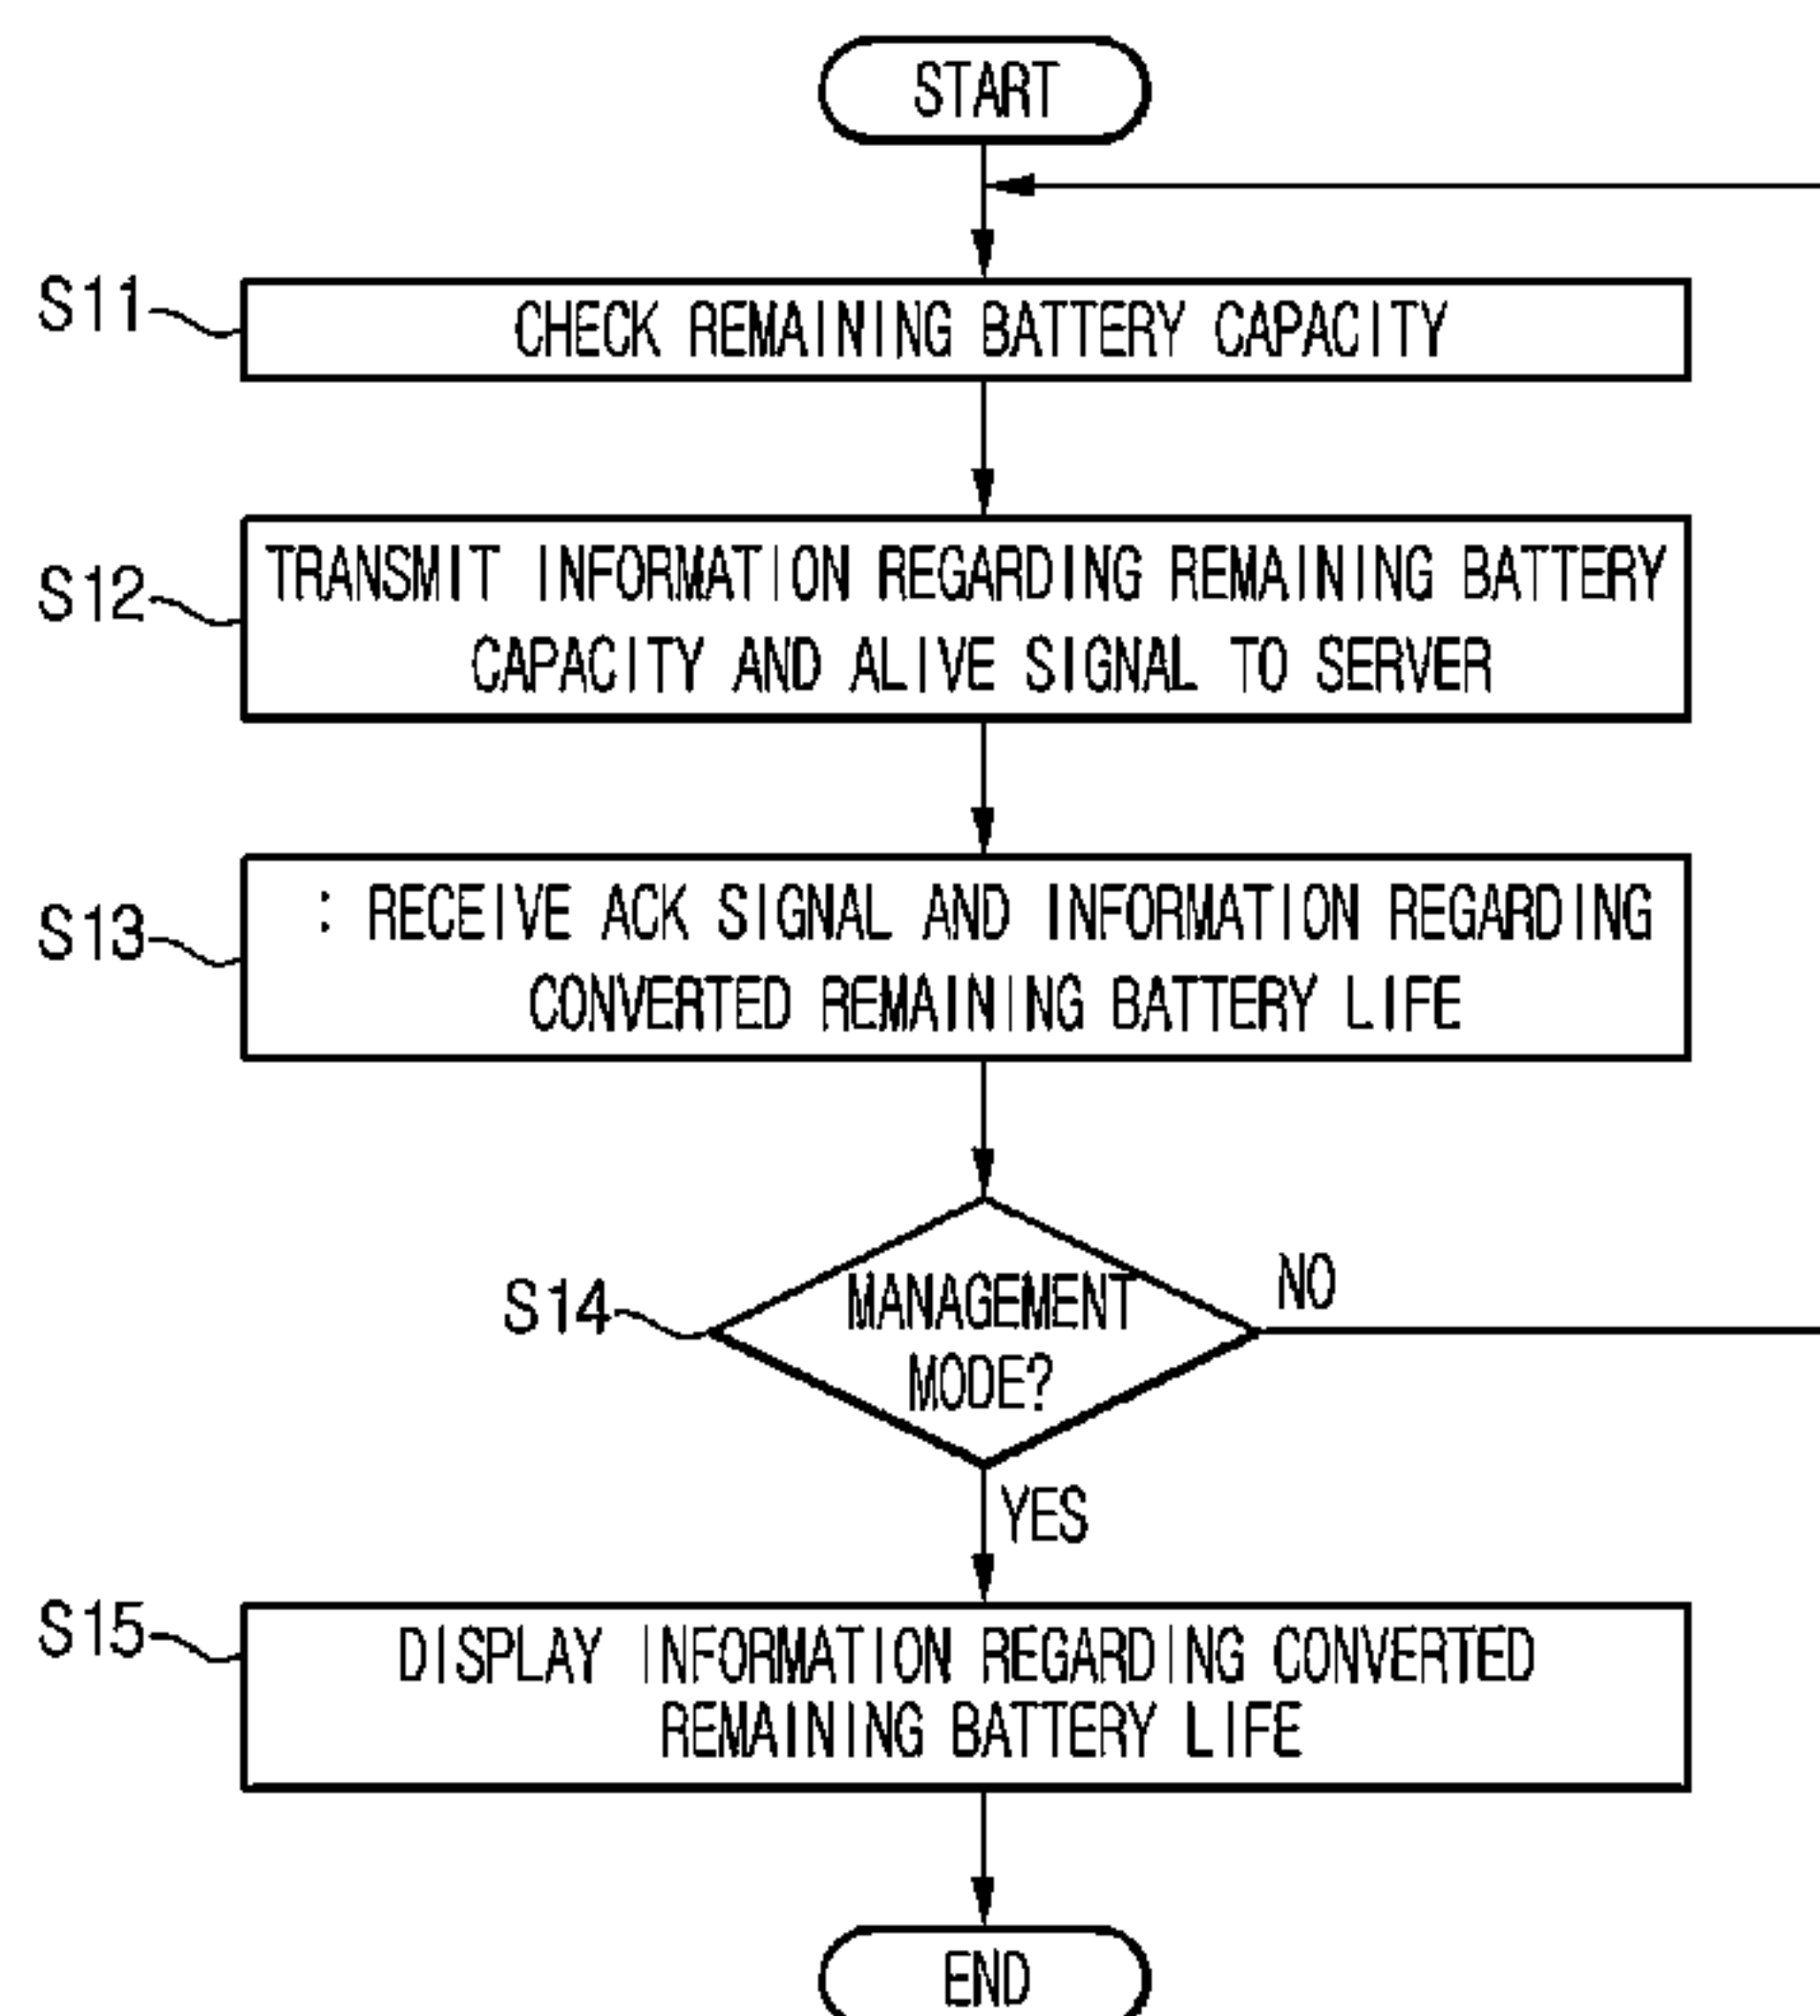 START
S11
CHECK REMAINING BATTERY CAPACITY
S12
TRANSMIT INFORMATION REGARDING REMAINING BATTERY
CAPACITY AND ALIVE SIGNAL TO SERVER
S13
: RECEIVE ACK SIGNAL AND INFORMATION REGARDING
CONVERTED REMAINING BATTERY LIFE
S14
MANAGEMENT
MODE?
NO
YES
S15
DISPLAY INFORMATION REGARDING CONVERTED
REMAINING BATTERY LIFE
END